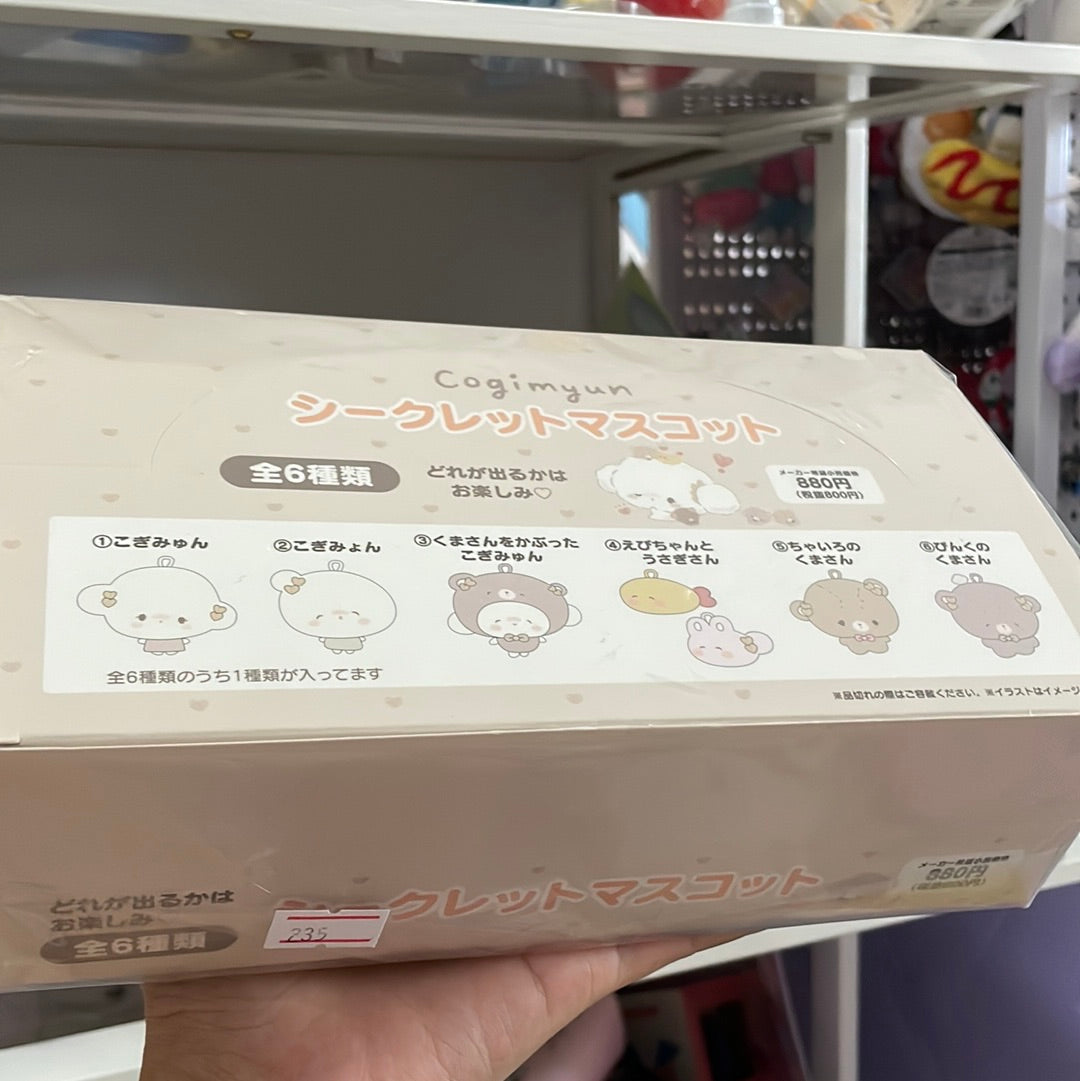 Cogimyun
シークレットマスコット
全6種類
どれが出るかは
お楽しみ♡
メーカー希望小売価格
880円
(税抜800円)
①こぎみゅん
②こぎみょん
③くまさんをかぶった
こぎみゅん
④えびちゃんと
うさぎさん
⑤ちゃいろの
くまさん
⑥ぴんくの
くまさん
全6種類のうち1種類が入ってます
※品切れの際はご容赦ください。※イラストはイメージ
どれが出るかは
お楽しみ
全6種類
クレットマスコット
メーカー希望小売価格
880円
235